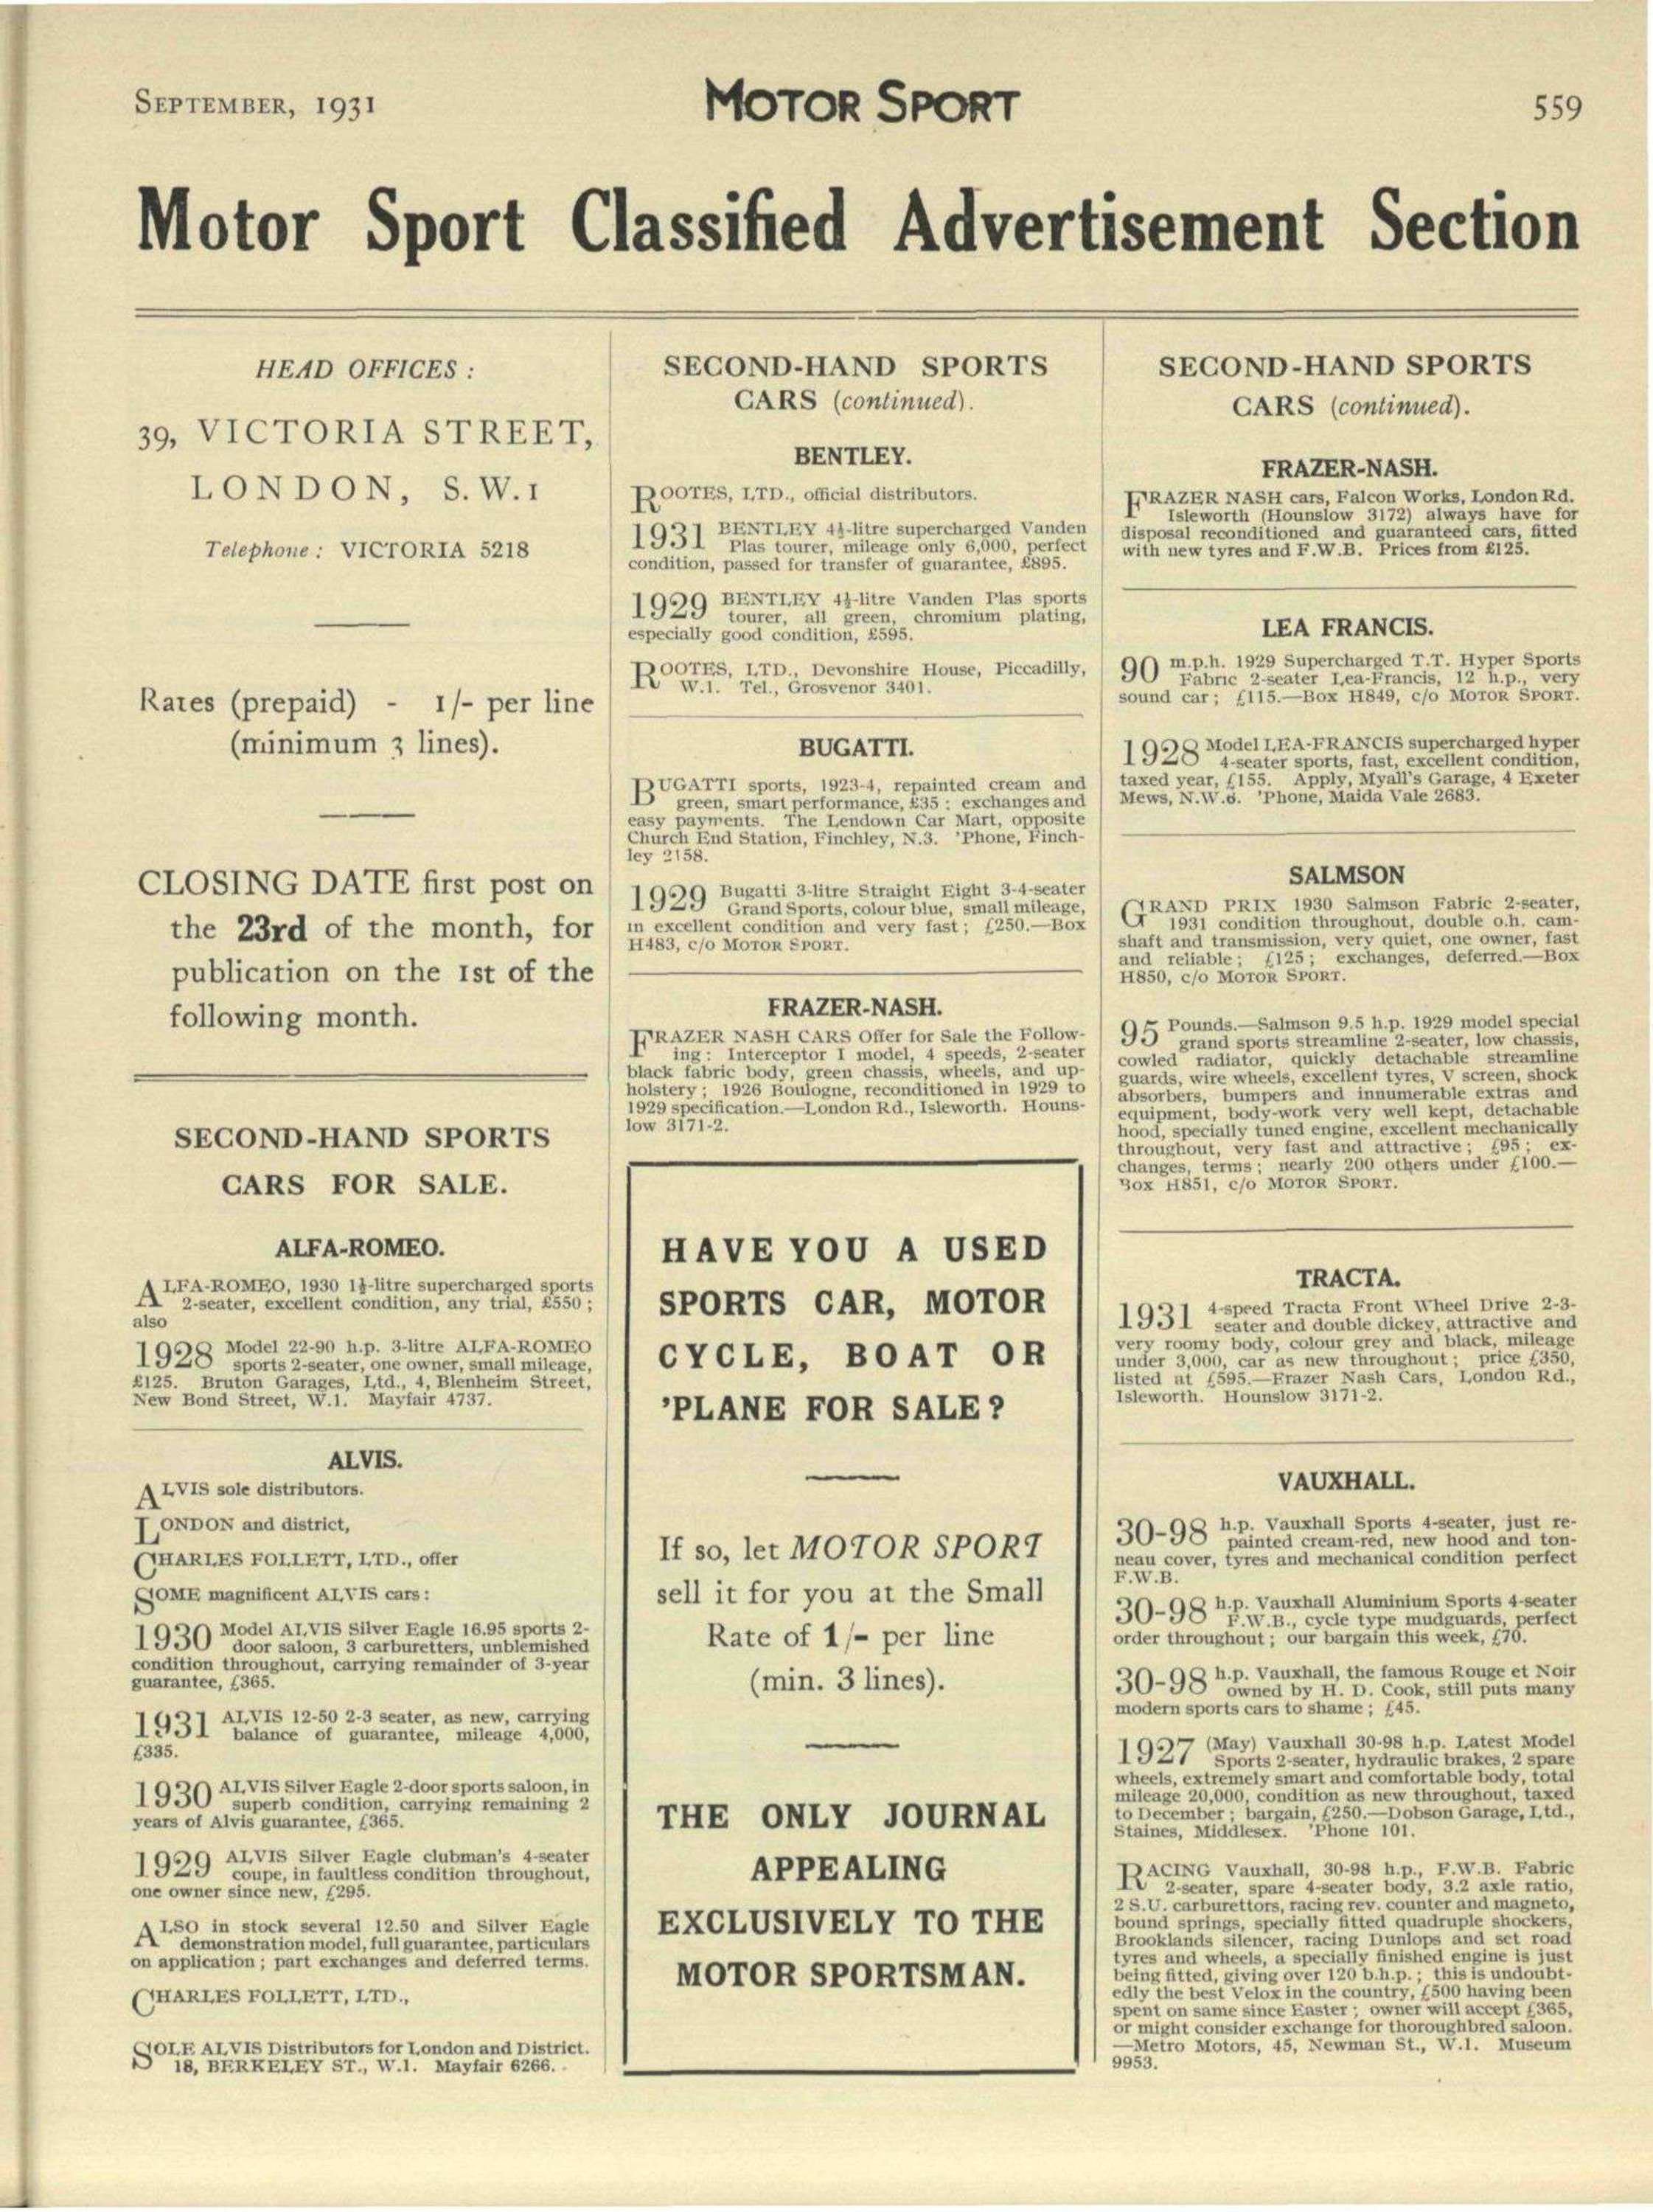 SEPTEMBER, 1931
MOTOR SPORT
559
Motor Sport Classified Advertisement Section
HEAD OFFICES :
39, VICTORIA STREET,
LONDON, S.W.1
Telephone : VICTORIA 5218
Rates (prepaid) - 1/- per line
(minimum 3 lines).
CLOSING DATE first post on
the 23rd of the month, for
publication on the 1st of the
following month.
SECOND-HAND SPORTS
CARS FOR SALE.
ALFA-ROMEO.
ALFA-ROMEO, 1930 1½-litre supercharged sports
2-seater, excellent condition, any trial, £550 ;
also
1928 Model 22-90 h.p. 3-litre ALFA-ROMEO
sports 2-seater, one owner, small mileage,
£125. Bruton Garages, Ltd., 4, Blenheim Street,
New Bond Street, W.1. Mayfair 4737.
ALVIS.
ALVIS sole distributors.
LONDON and district,
CHARLES FOLLETT, LTD., offer
SOME magnificent ALVIS cars :
1930 Model ALVIS Silver Eagle 16.95 sports 2-
door saloon, 3 carburetters, unblemished
condition throughout, carrying remainder of 3-year
guarantee, £365.
1931 ALVIS 12-50 2-3 seater, as new, carrying
balance of guarantee, mileage 4,000,
£335.
1930 ALVIS Silver Eagle 2-door sports saloon, in
superb condition, carrying remaining 2
years of Alvis guarantee, £365.
1929 ALVIS Silver Eagle clubman's 4-seater
coupe, in faultless condition throughout,
one owner since new, £295.
ALSO in stock several 12.50 and Silver Eagle
demonstration model, full guarantee, particulars
on application ; part exchanges and deferred terms.
CHARLES FOLLETT, LTD.,
SOLE ALVIS Distributors for London and District.
18, BERKELEY ST., W.1. Mayfair 6266.
SECOND-HAND SPORTS
CARS (continued).
BENTLEY.
ROOTES, LTD., official distributors.
1931 BENTLEY 4½-litre supercharged Vanden
Plas tourer, mileage only 6,000, perfect
condition, passed for transfer of guarantee, £895.
1929 BENTLEY 4½-litre Vanden Plas sports
tourer, all green, chromium plating,
especially good condition, £595.
ROOTES, LTD., Devonshire House, Piccadilly,
W.1. Tel., Grosvenor 3401.
BUGATTI.
BUGATTI sports, 1923-4, repainted cream and
green, smart performance, £35 : exchanges and
easy payments. The Lendown Car Mart, opposite
Church End Station, Finchley, N.3. 'Phone, Finch-
ley 2158.
1929 Bugatti 3-litre Straight Eight 3-4-seater
Grand Sports, colour blue, small mileage,
in excellent condition and very fast ; £250.—Box
H483, c/o MOTOR SPORT.
FRAZER-NASH.
FRAZER NASH CARS Offer for Sale the Follow-
ing : Interceptor I model, 4 speeds, 2-seater
black fabric body, green chassis, wheels, and up-
holstery ; 1926 Boulogne, reconditioned in 1929 to
1929 specification.—London Rd., Isleworth. Houns-
low 3171-2.
HAVE YOU A USED
SPORTS CAR, MOTOR
CYCLE, BOAT OR
'PLANE FOR SALE ?
If so, let MOTOR SPORT
sell it for you at the Small
Rate of 1/- per line
(min. 3 lines).
THE ONLY JOURNAL
APPEALING
EXCLUSIVELY TO THE
MOTOR SPORTSMAN.
SECOND-HAND SPORTS
CARS (continued).
FRAZER-NASH.
FRAZER NASH cars, Falcon Works, London Rd.
Isleworth (Hounslow 3172) always have for
disposal reconditioned and guaranteed cars, fitted
with new tyres and F.W.B. Prices from £125.
LEA FRANCIS.
90 m.p.h. 1929 Supercharged T.T. Hyper Sports
Fabric 2-seater Lea-Francis, 12 h.p., very
sound car ; £115.—Box H849, c/o MOTOR SPORT.
1928 Model LEA-FRANCIS supercharged hyper
4-seater sports, fast, excellent condition,
taxed year, £155. Apply, Myall's Garage, 4 Exeter
Mews, N.W.6. 'Phone, Maida Vale 2683.
SALMSON
GRAND PRIX 1930 Salmson Fabric 2-seater,
1931 condition throughout, double o.h. cam-
shaft and transmission, very quiet, one owner, fast
and reliable ; £125 ; exchanges, deferred.—Box
H850, c/o MOTOR SPORT.
95 Pounds.—Salmson 9.5 h.p. 1929 model special
grand sports streamline 2-seater, low chassis,
cowled radiator, quickly detachable streamline
guards, wire wheels, excellent tyres, V screen, shock
absorbers, bumpers and innumerable extras and
equipment, body-work very well kept, detachable
hood, specially tuned engine, excellent mechanically
throughout, very fast and attractive ; £95 ; ex-
changes, terms ; nearly 200 others under £100.—
Box H851, c/o MOTOR SPORT.
TRACTA.
1931 4-speed Tracta Front Wheel Drive 2-3-
seater and double dickey, attractive and
very roomy body, colour grey and black, mileage
under 3,000, car as new throughout ; price £350,
listed at £595.—Frazer Nash Cars, London Rd.,
Isleworth. Hounslow 3171-2.
VAUXHALL.
30-98 h.p. Vauxhall Sports 4-seater, just re-
painted cream-red, new hood and ton-
neau cover, tyres and mechanical condition perfect
F.W.B.
30-98 h.p. Vauxhall Aluminium Sports 4-seater
F.W.B., cycle type mudguards, perfect
order throughout ; our bargain this week, £70.
30-98 h.p. Vauxhall, the famous Rouge et Noir
owned by H. D. Cook, still puts many
modern sports cars to shame ; £45.
1927 (May) Vauxhall 30-98 h.p. Latest Model
Sports 2-seater, hydraulic brakes, 2 spare
wheels, extremely smart and comfortable body, total
mileage 20,000, condition as new throughout, taxed
to December ; bargain, £250.—Dobson Garage, Ltd.,
Staines, Middlesex. 'Phone 101.
RACING Vauxhall, 30-98 h.p., F.W.B. Fabric
2-seater, spare 4-seater body, 3.2 axle ratio,
2 S.U. carburettors, racing rev. counter and magneto,
bound springs, specially fitted quadruple shockers,
Brooklands silencer, racing Dunlops and set road
tyres and wheels, a specially finished engine is just
being fitted, giving over 120 b.h.p. ; this is undoubt-
edly the best Velox in the country, £500 having been
spent on same since Easter ; owner will accept £365,
or might consider exchange for thoroughbred saloon.
—Metro Motors, 45, Newman St., W.1. Museum
9953.